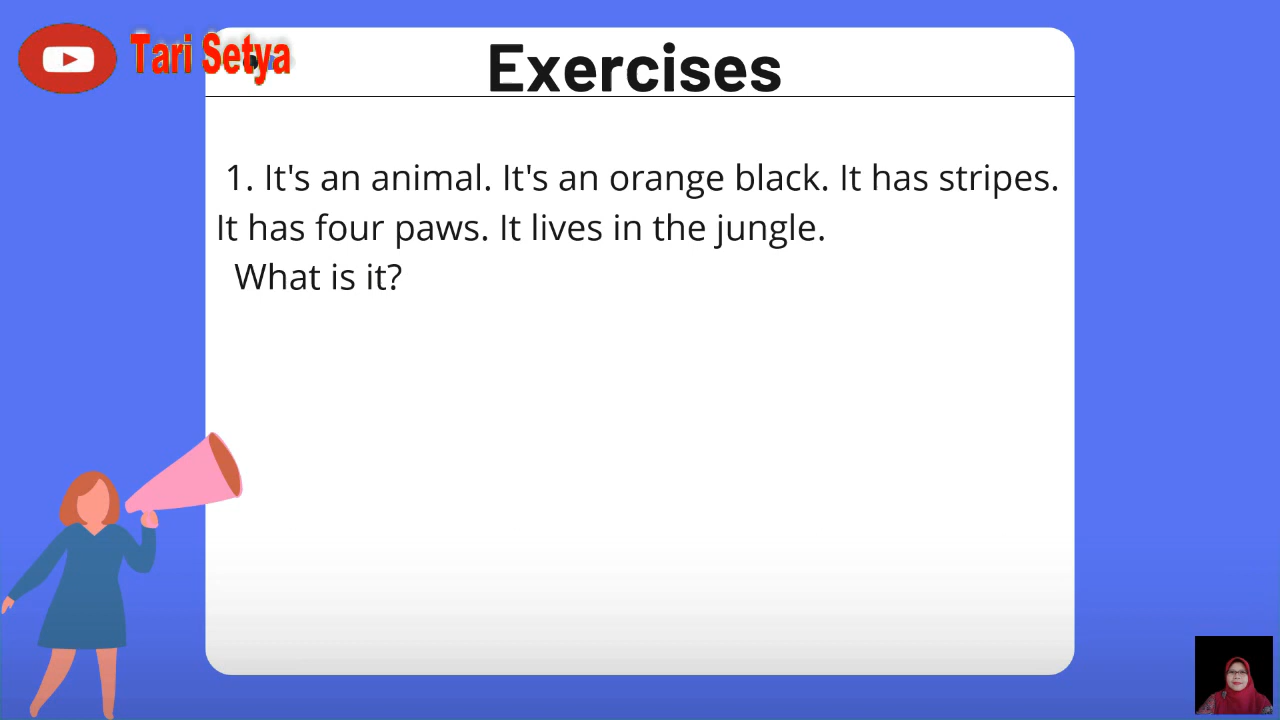 Tari Setya
Exercises
1. It's an animal. It's an orange black. It has stripes.
It has four paws. It lives in the jungle.
What is it?